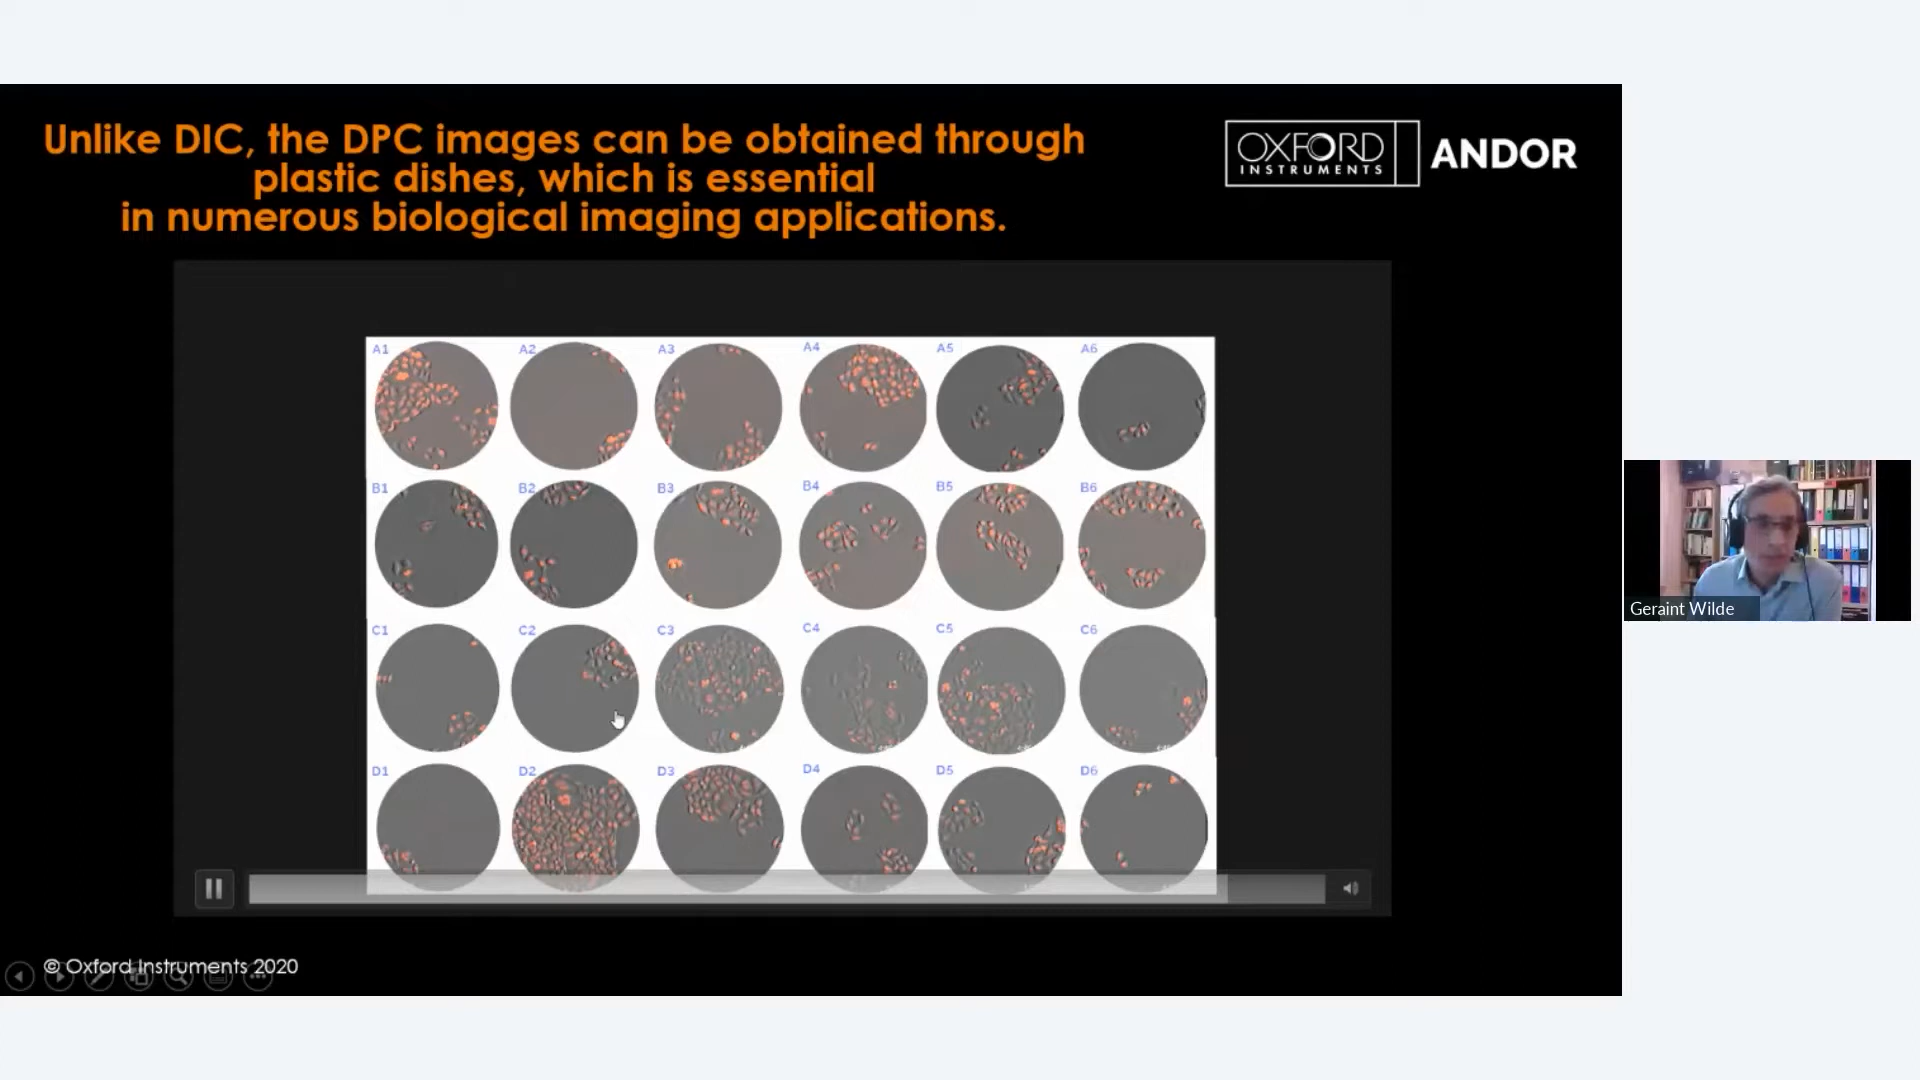 Unlike DIC, the DPC images can be obtained through
plastic dishes, which is essential
in numerous biological imaging applications.
OXFORD
INSTRUMENTS
ANDOR
A1 A2 A3 A4 A5 A6
B1 B2 B3 B4 B5 B6
C1 C2 C3 C4 C5 C6
D1 D2 D3 D4 D5 D6
Geraint Wilde
© Oxford Instruments 2020